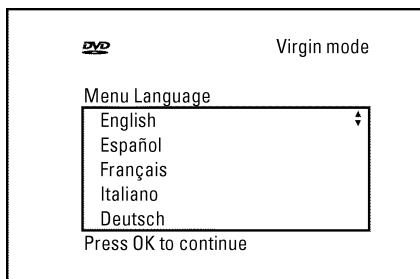 DVD Virgin mode
Menu Language
English
Español
Français
Italiano
Deutsch
Press OK to continue